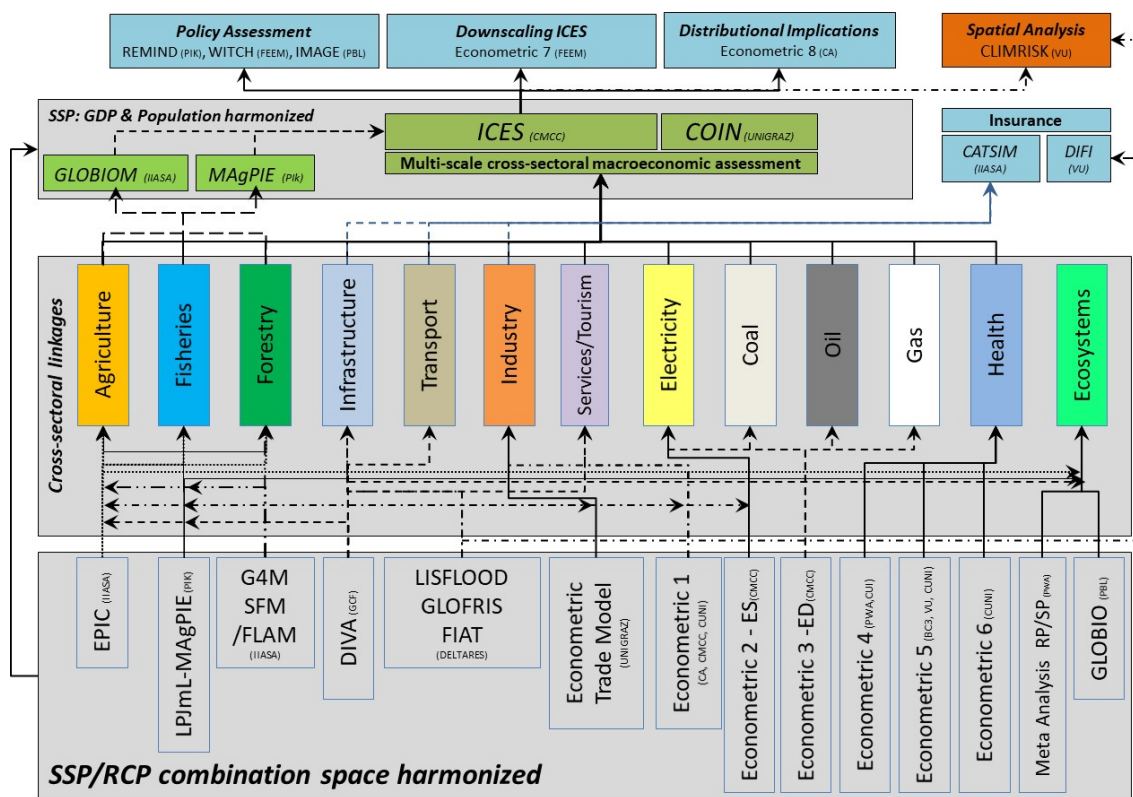 Policy Assessment
REMIND (PIK), WITCH (FEEM), IMAGE (PBL)
Downscaling ICES
Econometric 7 (FEEM)
Distributional Implications
Econometric 8 (CA)
Spatial Analysis
CLIMRISK (VU)
SSP: GDP & Population harmonized
GLOBIOM (IIASA)
MAgPIE (PIk)
ICES (CMCC)
COIN (UNIGRAZ)
Multi-scale cross-sectoral macroeconomic assessment
Insurance
CATSIM
(IIASA)
DIFI
(VU)
Cross-sectoral linkages
Agriculture
Fisheries
Forestry
Infrastructure
Transport
Industry
Services/Tourism
Electricity
Coal
Oil
Gas
Health
Ecosystems
EPIC (IIASA)
LPJmL-MAgPIE (PIK)
G4M
SFM
/FLAM
(IIASA)
DIVA (GCF)
LISFLOOD
GLOFRIS
FIAT
(DELTARES)
Econometric
Trade Model
(UNIGRAZ)
Econometric 1
(CA, CMCC, CUNI)
Econometric 2 - ES (CMCC)
Econometric 3 -ED (CMCC)
Econometric 4 (PWA,CUI)
Econometric 5 (BC3, VU, CUNI)
Econometric 6 (CUNI)
Meta Analysis RP/SP (PWA)
GLOBIO (PBL)
SSP/RCP combination space harmonized